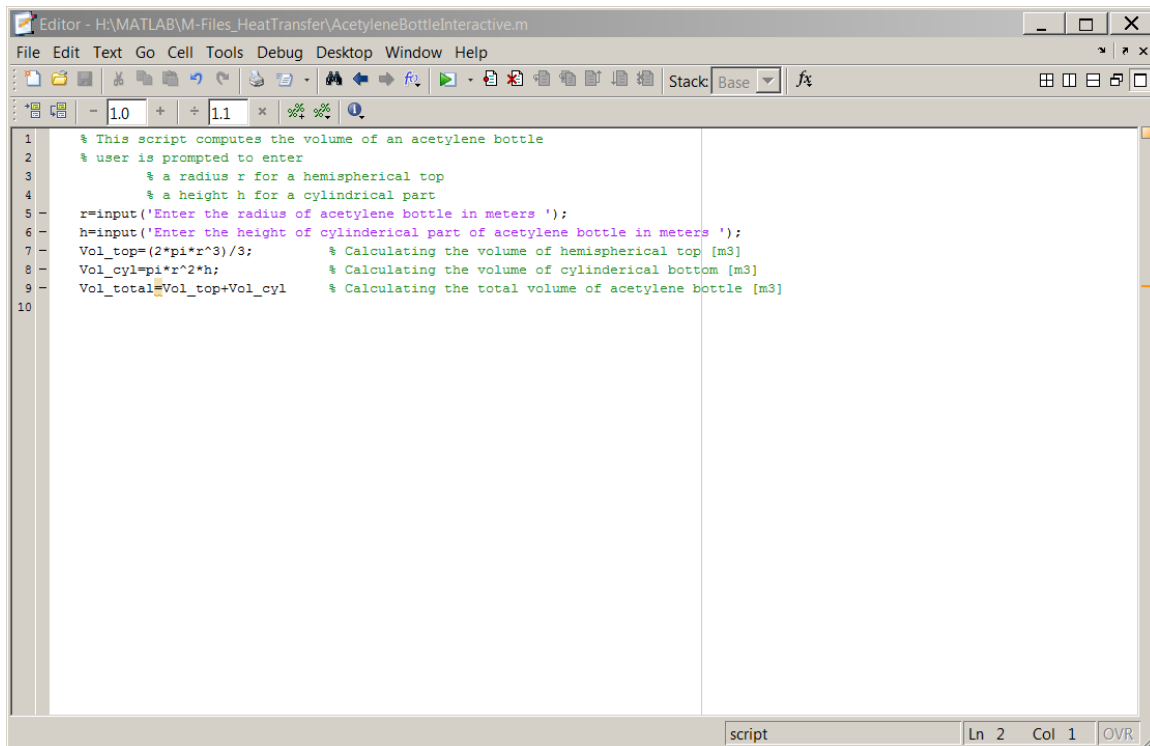 Editor - H:\MATLAB\M-Files_HeatTransfer\AcetyleneBottleInteractive.m
File Edit Text Go Cell Tools Debug Desktop Window Help
Stack: Base fx
- 1.0 + ÷ 1.1 ×
1 % This script computes the volume of an acetylene bottle
2 % user is prompted to enter
3 % a radius r for a hemispherical top
4 % a height h for a cylindrical part
5 - r=input('Enter the radius of acetylene bottle in meters ');
6 - h=input('Enter the height of cylinderical part of acetylene bottle in meters ');
7 - Vol_top=(2*pi*r^3)/3; % Calculating the volume of hemispherical top [m3]
8 - Vol_cyl=pi*r^2*h; % Calculating the volume of cylinderical bottom [m3]
9 - Vol_total=Vol_top+Vol_cyl % Calculating the total volume of acetylene bottle [m3]
10
script Ln 2 Col 1 OVR